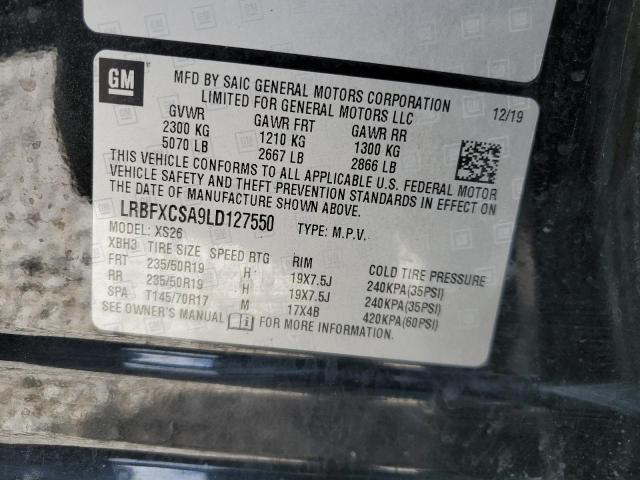 GM
MFD BY SAIC GENERAL MOTORS CORPORATION
LIMITED FOR GENERAL MOTORS LLC
12/19
GVWR GAWR FRT GAWR RR
2300 KG 1210 KG 1300 KG
5070 LB 2667 LB 2866 LB
THIS VEHICLE CONFORMS TO ALL APPLICABLE U.S. FEDERAL MOTOR
VEHICLE SAFETY AND THEFT PREVENTION STANDARDS IN EFFECT ON
THE DATE OF MANUFACTURE SHOWN ABOVE.
LRBFXCSA9LD127550 TYPE: M.P.V.
MODEL: XS26
XBH3 TIRE SIZE SPEED RTG RIM COLD TIRE PRESSURE
FRT 235/50R19 H 19X7.5J 240KPA(35PSI)
RR 235/50R19 H 19X7.5J 240KPA(35PSI)
SPA T145/70R17 M 17X4B 420KPA(60PSI)
SEE OWNER'S MANUAL FOR MORE INFORMATION.